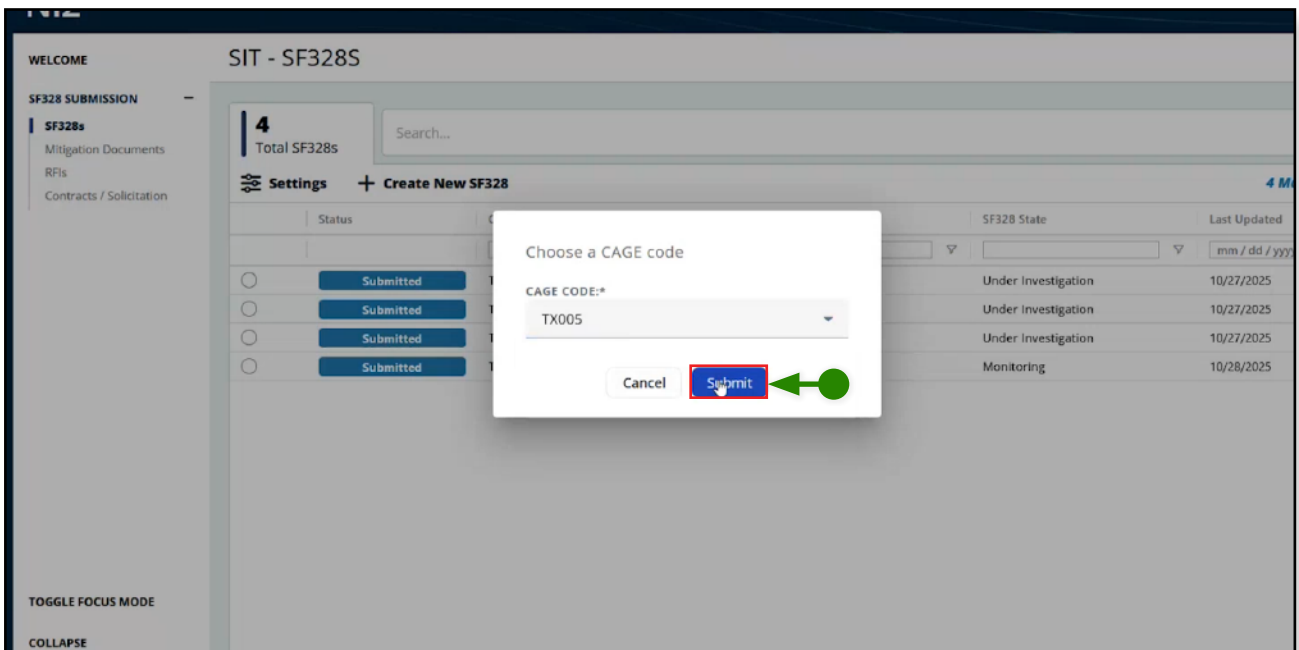 WELCOME
SIT - SF328S
SF328 SUBMISSION −
SF328s
Mitigation Documents
RFIs
Contracts / Solicitation
4
Total SF328s
Search...
Settings + Create New SF328
Status SF328 State Last Updated
mm / dd / yyyy
Submitted Under Investigation 10/27/2025
Submitted Under Investigation 10/27/2025
Submitted Under Investigation 10/27/2025
Submitted Monitoring 10/28/2025
Choose a CAGE code
CAGE CODE:*
TX005
Cancel Submit
TOGGLE FOCUS MODE
COLLAPSE